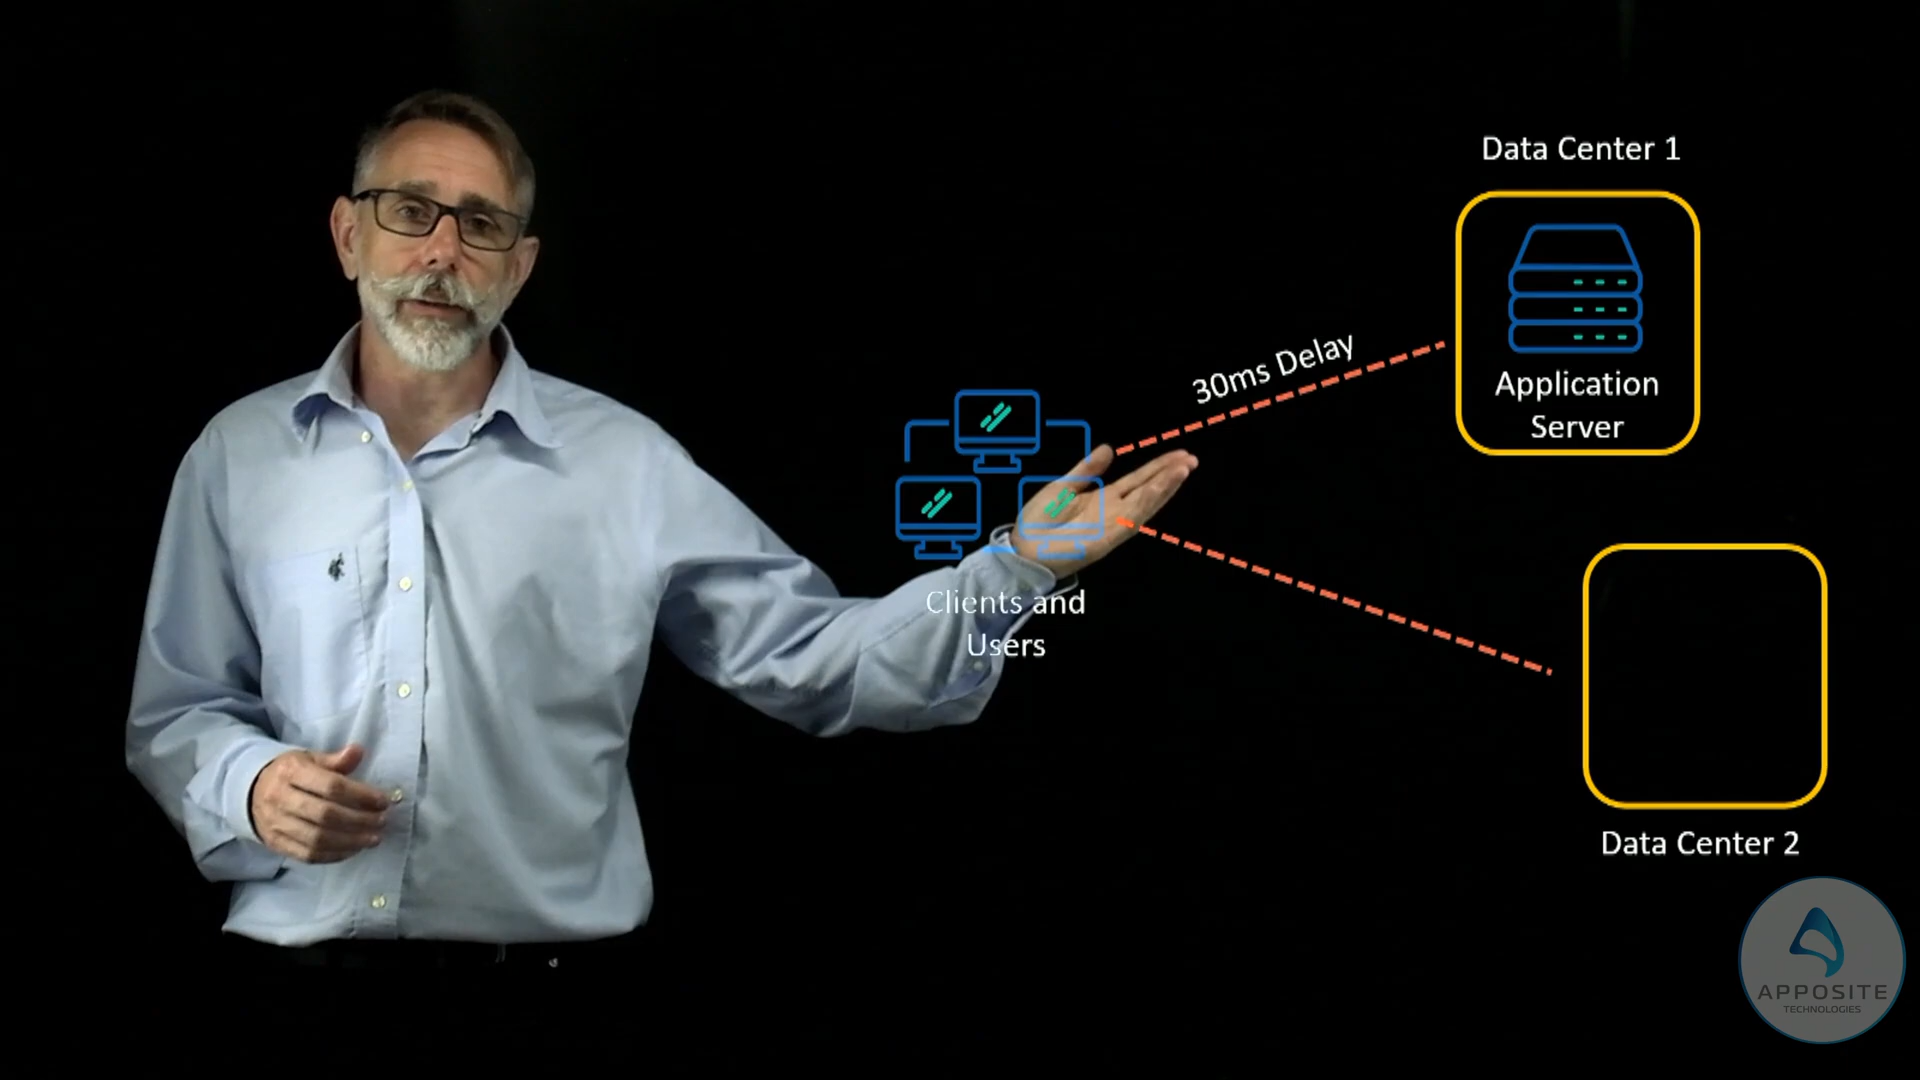 Data Center 1
30ms Delay
Application
Server
Clients and
Users
Data Center 2
APPOSITE
TECHNOLOGIES